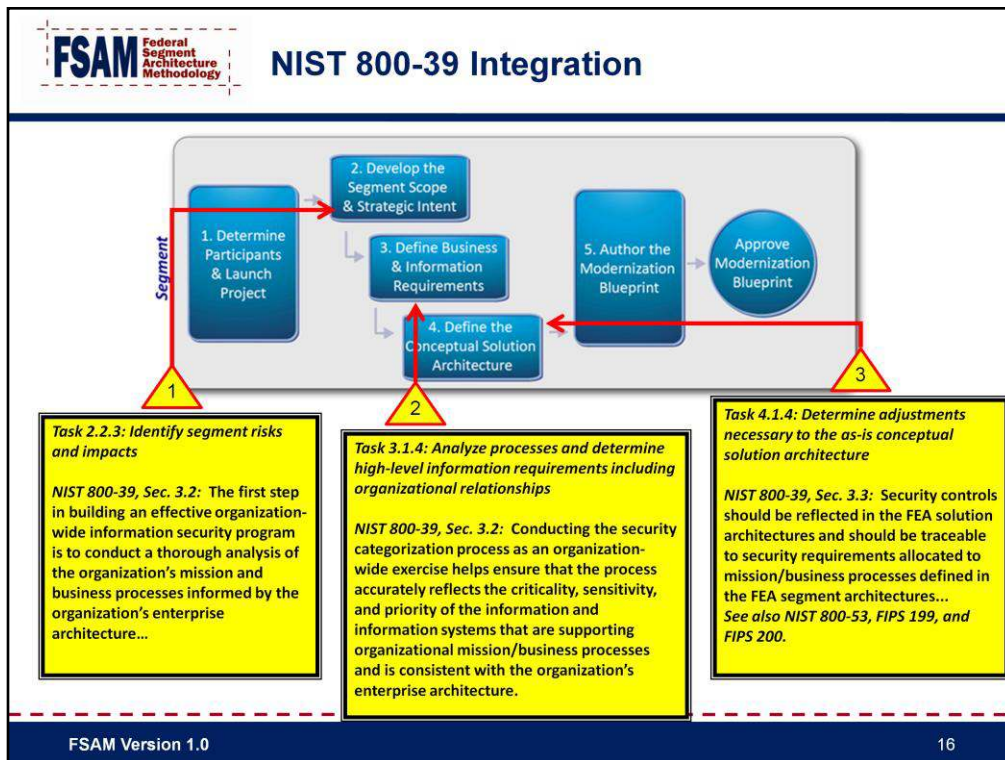 FSAM
Federal
Segment
Architecture
Methodology
NIST 800-39 Integration
Segment
1. Determine
Participants
& Launch
Project
2. Develop the
Segment Scope
& Strategic Intent
3. Define Business
& Information
Requirements
4. Define the
Conceptual Solution
Architecture
5. Author the
Modernization
Blueprint
Approve
Modernization
Blueprint
1
2
3
Task 2.2.3: Identify segment risks
and impacts
NIST 800-39, Sec. 3.2: The first step
in building an effective organization-
wide information security program
is to conduct a thorough analysis of
the organization's mission and
business processes informed by the
organization's enterprise
architecture…
Task 3.1.4: Analyze processes and determine
high-level information requirements including
organizational relationships
NIST 800-39, Sec. 3.2: Conducting the security
categorization process as an organization-
wide exercise helps ensure that the process
accurately reflects the criticality, sensitivity,
and priority of the information and
information systems that are supporting
organizational mission/business processes
and is consistent with the organization's
enterprise architecture.
Task 4.1.4: Determine adjustments
necessary to the as-is conceptual
solution architecture
NIST 800-39, Sec. 3.3: Security controls
should be reflected in the FEA solution
architectures and should be traceable
to security requirements allocated to
mission/business processes defined in
the FEA segment architectures...
See also NIST 800-53, FIPS 199, and
FIPS 200.
FSAM Version 1.0
16